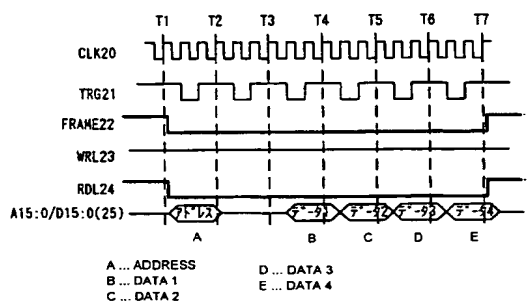 T1 T2 T3 T4 T5 T6 T7
CLK20
TRG21
FRAME22
WRL23
RDL24
A15:0/D15:0(25) アドレス データ1 データ2 データ3 データ4
A B C D E
A ... ADDRESS
B ... DATA 1
C ... DATA 2
D ... DATA 3
E ... DATA 4